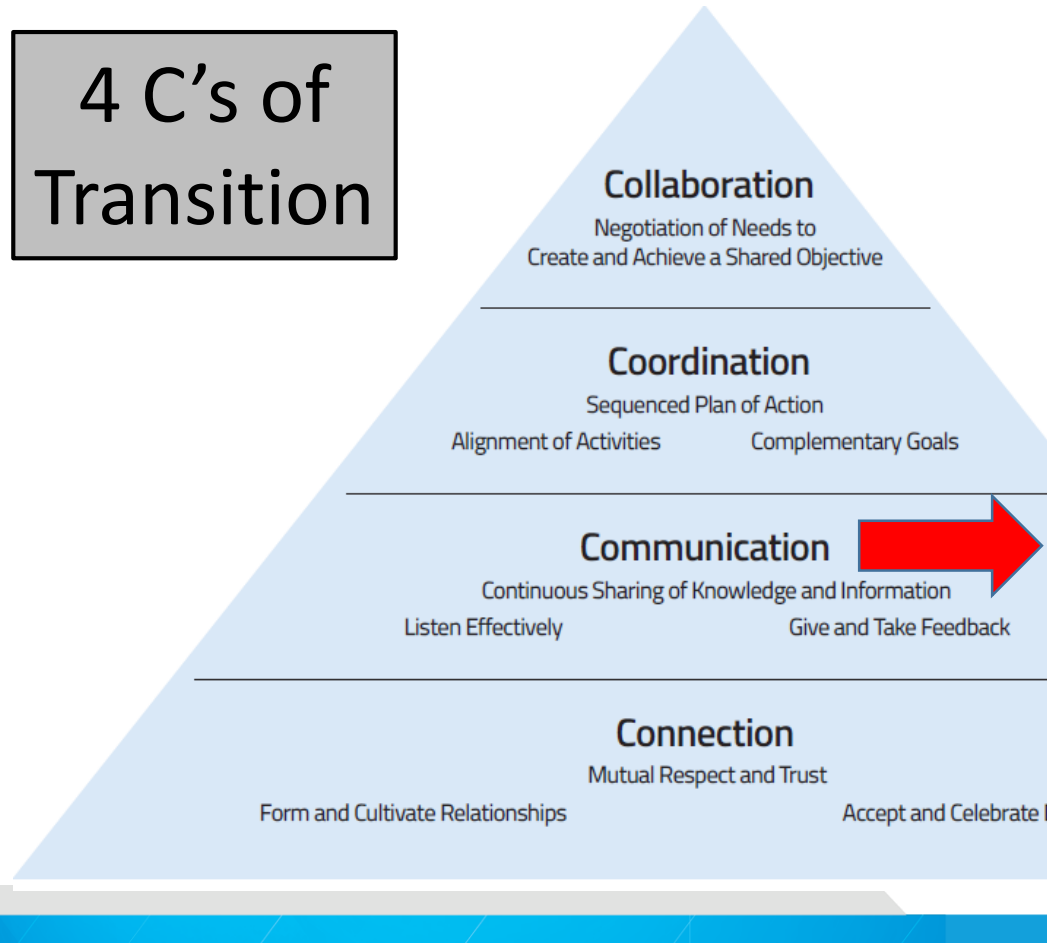 4 C’s of
Transition
Collaboration
Negotiation of Needs to
Create and Achieve a Shared Objective
Coordination
Sequenced Plan of Action
Alignment of Activities Complementary Goals
Communication
Continuous Sharing of Knowledge and Information
Listen Effectively Give and Take Feedback
Connection
Mutual Respect and Trust
Form and Cultivate Relationships Accept and Celebrate